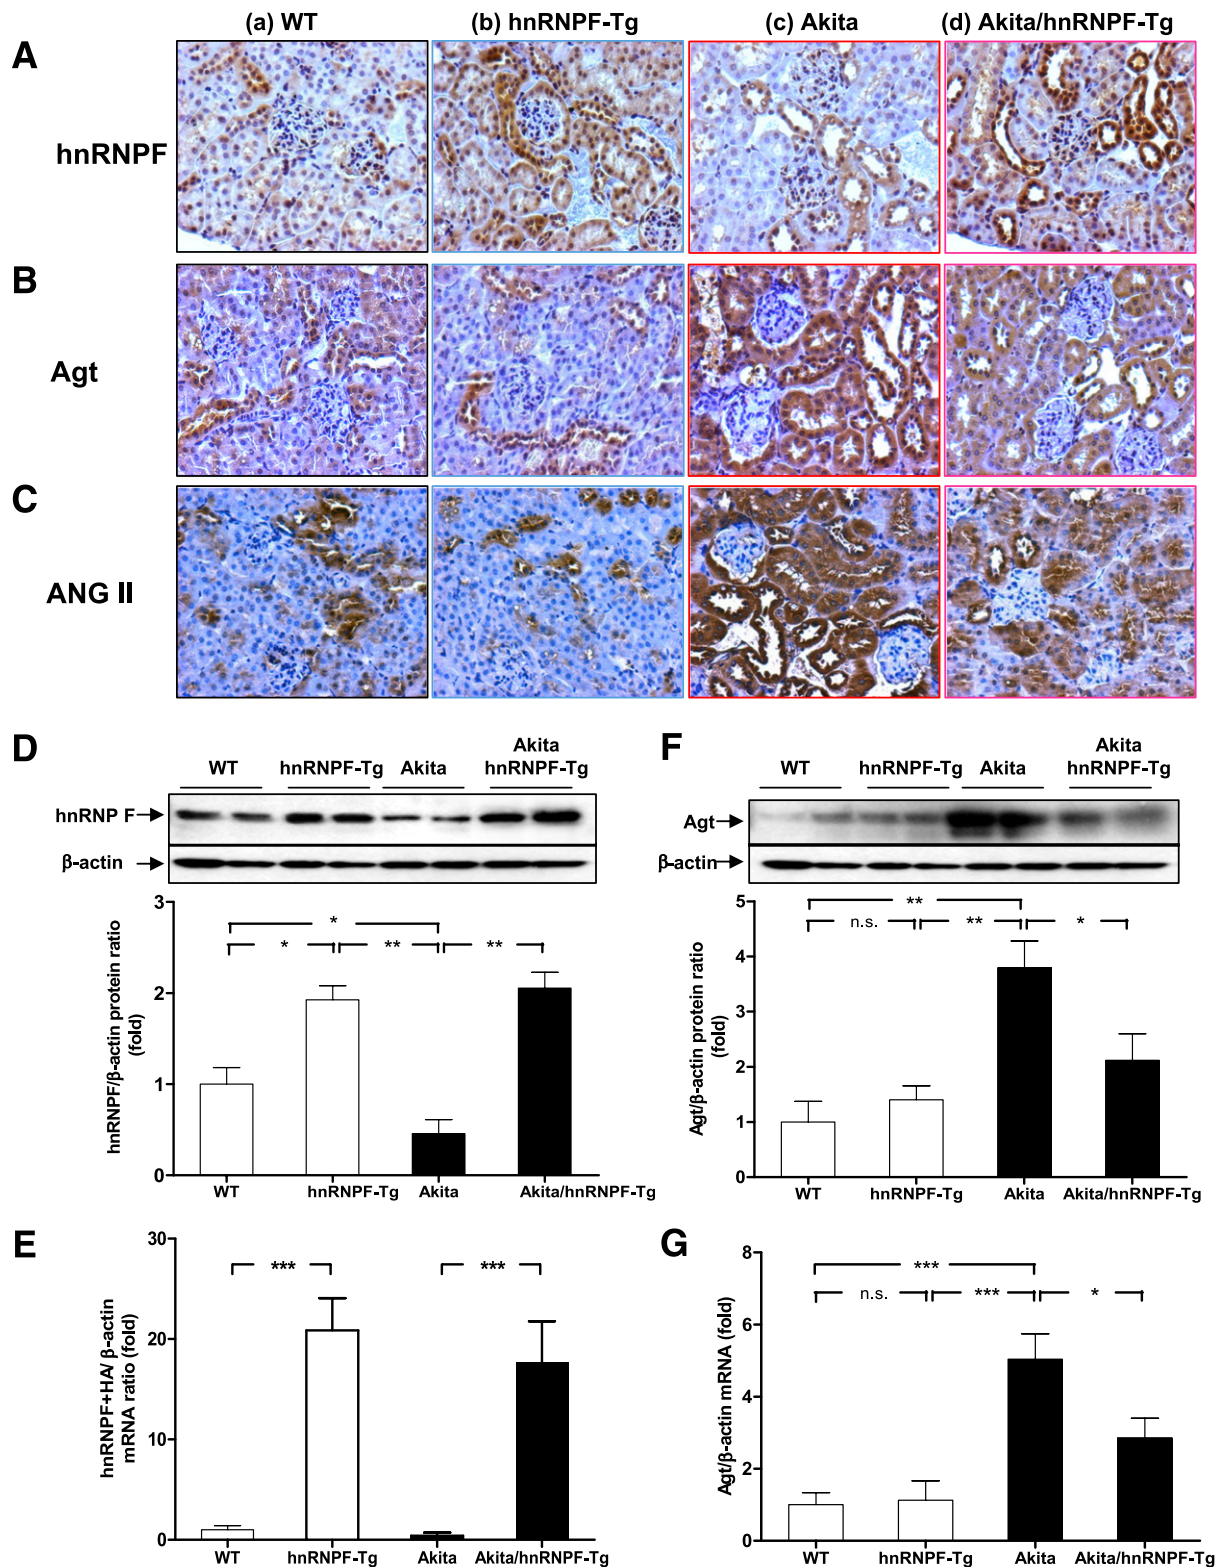 (a) WT (b) hnRNPF-Tg (c) Akita (d) Akita/hnRNPF-Tg
A
hnRNPF
B
Agt
C
ANG II
D
WT hnRNPF-Tg Akita Akita
hnRNPF-Tg
hnRNP F
β-actin
hnRNPF/β-actin protein ratio
(fold)
3
2
1
0
*
* ** **
WT hnRNPF-Tg Akita Akita/hnRNPF-Tg
E
hnRNPF+HA/ β-actin
mRNA ratio (fold)
30
20
10
0
*** ***
WT hnRNPF-Tg Akita Akita/hnRNPF-Tg
F
WT hnRNPF-Tg Akita Akita
hnRNPF-Tg
Agt
β-actin
Agt/β-actin protein ratio
(fold)
5
4
3
2
1
0
**
n.s. ** *
WT hnRNPF-Tg Akita Akita/hnRNPF-Tg
G
Agt/β-actin mRNA (fold)
8
6
4
2
0
***
n.s. *** *
WT hnRNPF-Tg Akita Akita/hnRNPF-Tg